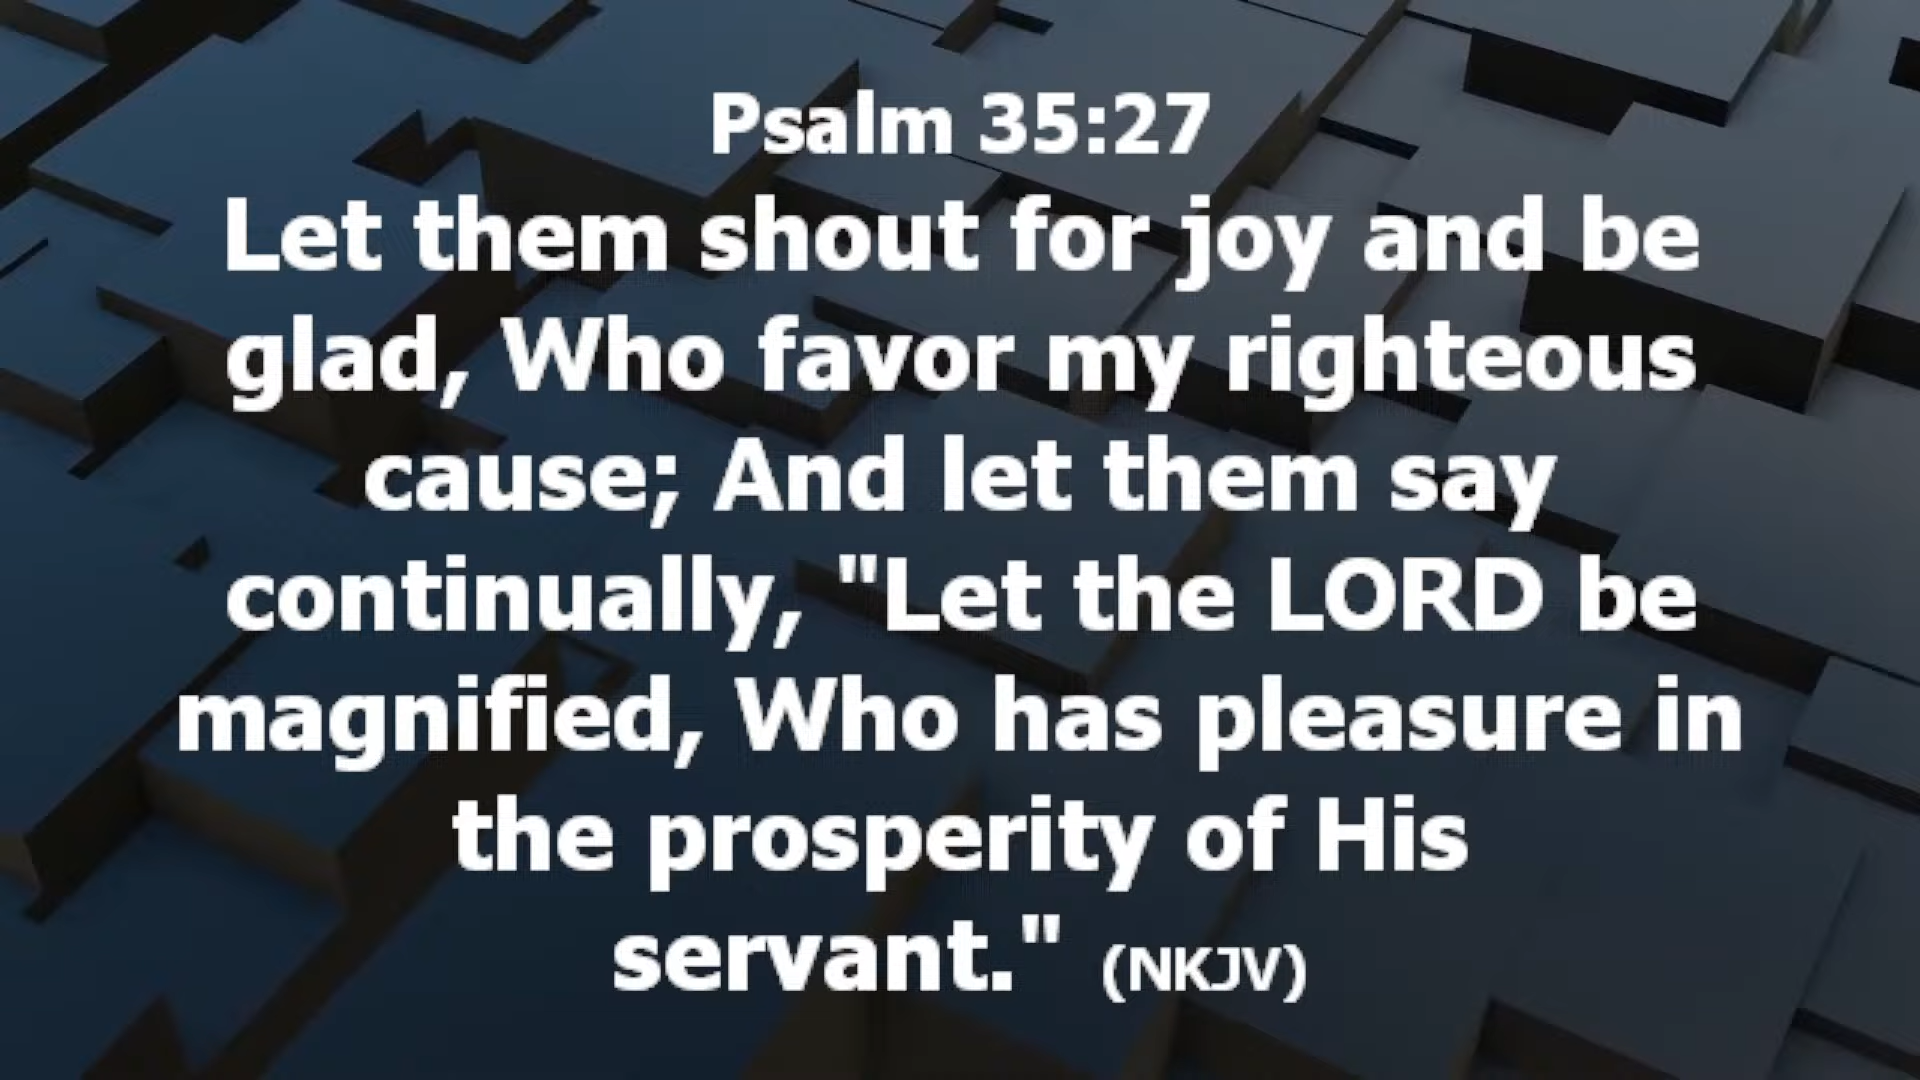 Psalm 35:27
Let them shout for joy and be
glad, Who favor my righteous
cause; And let them say
continually, "Let the LORD be
magnified, Who has pleasure in
the prosperity of His
servant." (NKJV)